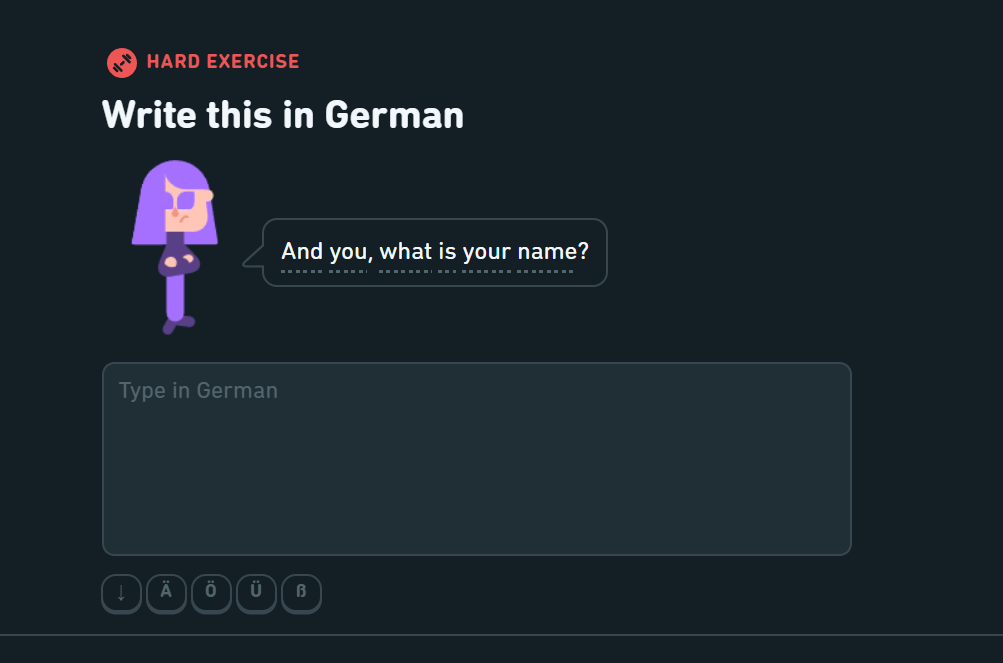 HARD EXERCISE
Write this in German
And you, what is your name?
Type in German
↓ Ä Ö Ü ß